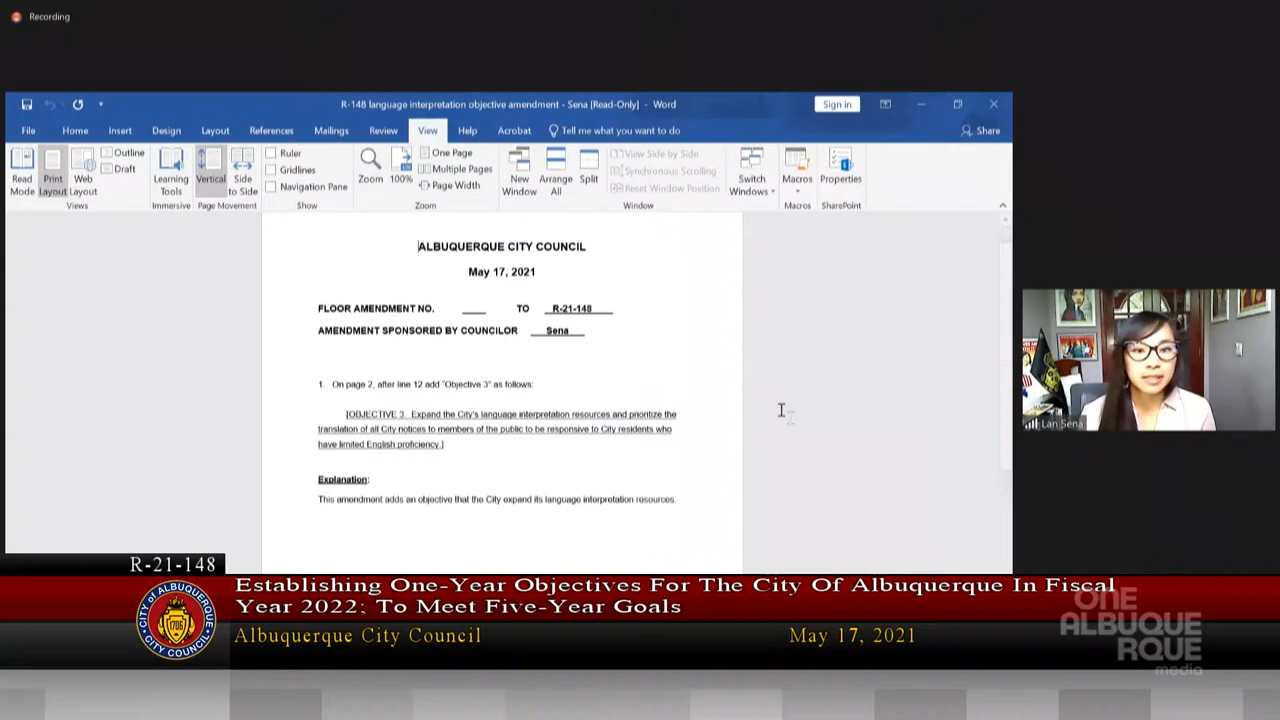 Recording
R-148 language interpretation objective amendment - Sena [Read-Only] - Word
Sign in
File Home Insert Design Layout References Mailings Review View Help Acrobat Tell me what you want to do Share
Read Mode
Print Layout
Web Layout
Outline
Draft
Views
Learning Tools
Immersive
Vertical
Side to Side
Page Movement
Ruler
Gridlines
Navigation Pane
Show
Zoom
100%
One Page
Multiple Pages
Page Width
Zoom
New Window
Arrange All
Split
View Side by Side
Synchronous Scrolling
Reset Window Position
Window
Switch Windows
Macros
Macros
Properties
SharePoint
ALBUQUERQUE CITY COUNCIL
May 17, 2021
FLOOR AMENDMENT NO. ____ TO R-21-148
AMENDMENT SPONSORED BY COUNCILOR Sena
1. On page 2, after line 12 add "Objective 3" as follows:
[OBJECTIVE 3. Expand the City's language interpretation resources and prioritize the
translation of all City notices to members of the public to be responsive to City residents who
have limited English proficiency.]
Explanation:
This amendment adds an objective that the City expand its language interpretation resources.
Lan Sena
R-21-148
Establishing One-Year Objectives For The City Of Albuquerque In Fiscal
Year 2022; To Meet Five-Year Goals
Albuquerque City Council May 17, 2021
CITY OF ALBUQUERQUE
1706
CITY COUNCIL
ONE
ALBUQUE
RQUE
media